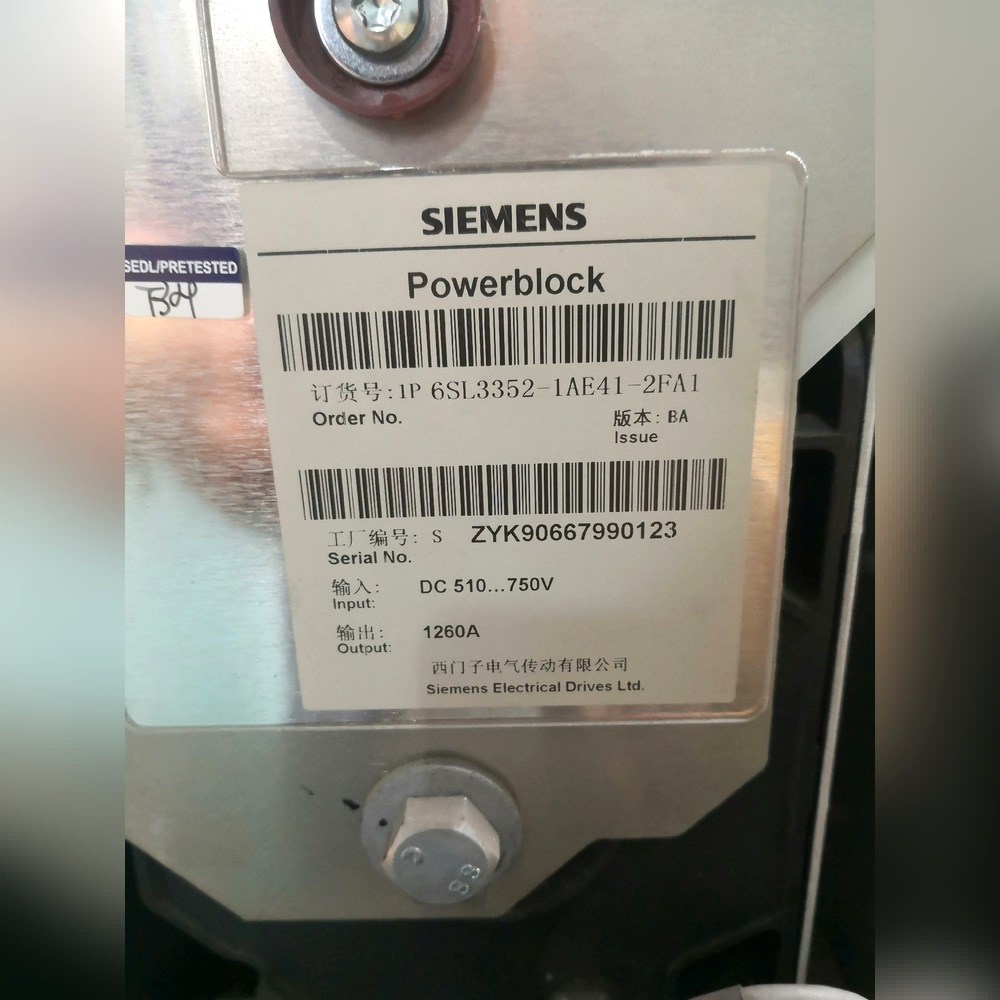 SIEMENS
Powerblock
SEDL/PRETESTED
订货号: 1P 6SL3352-1AE41-2FA1
Order No.
版本: BA
Issue
工厂编号: S ZYK90667990123
Serial No.
输入: DC 510...750V
Input:
输出: 1260A
Output:
西门子电气传动有限公司
Siemens Electrical Drives Ltd.